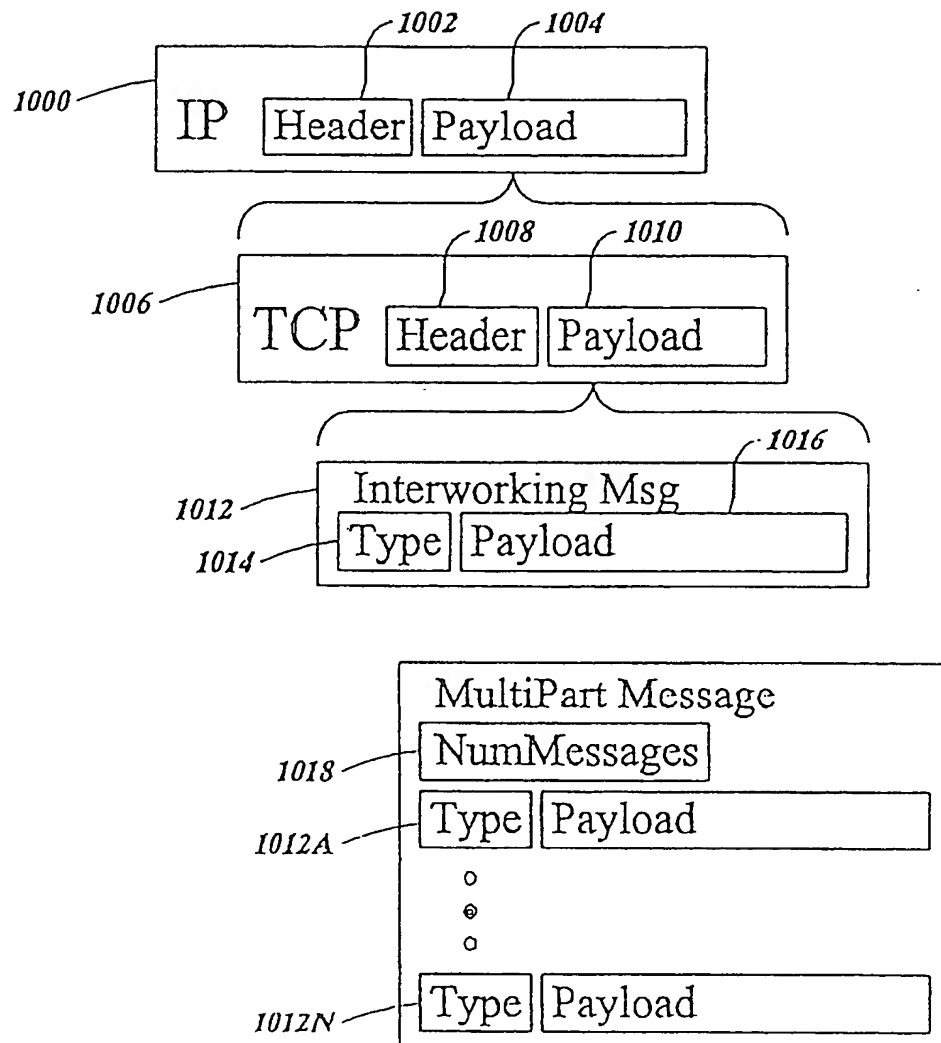 1002 1004
1000
IP Header Payload
1008 1010
1006
TCP Header Payload
1016
Interworking Msg
1012
Type Payload
1014
MultiPart Message
NumMessages
1018
Type Payload
1012A
Type Payload
1012N